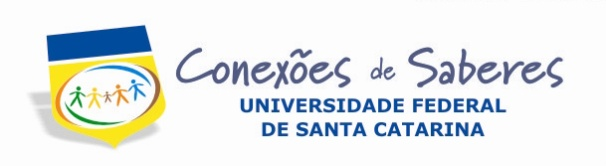 Conexões de Saberes
UNIVERSIDADE FEDERAL
DE SANTA CATARINA